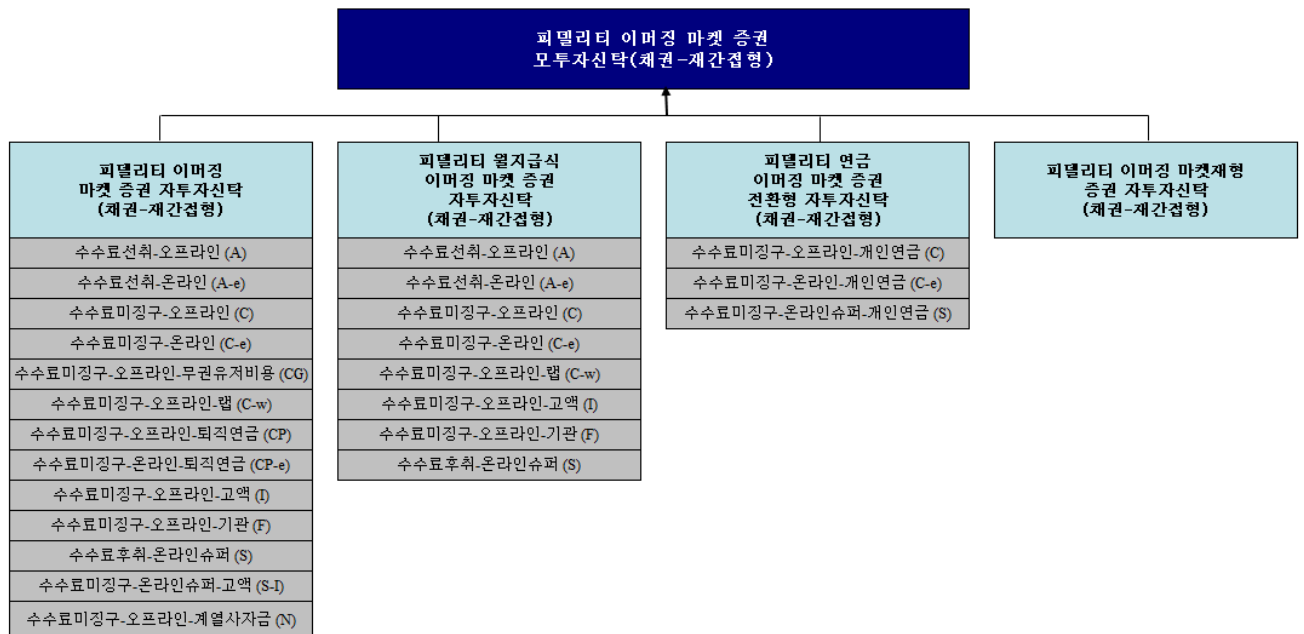 피델리티 이머징 마켓 증권
모투자신탁(채권-재간접형)
피델리티 이머징
마켓 증권 자투자신탁
(채권-재간접형)
수수료선취-오프라인 (A)
수수료선취-온라인 (A-e)
수수료미징구-오프라인 (C)
수수료미징구-온라인 (C-e)
수수료미징구-오프라인-무권유저비용 (CG)
수수료미징구-오프라인-랩 (C-w)
수수료미징구-오프라인-퇴직연금 (CP)
수수료미징구-온라인-퇴직연금 (CP-e)
수수료미징구-오프라인-고액 (I)
수수료미징구-오프라인-기관 (F)
수수료후취-온라인슈퍼 (S)
수수료미징구-온라인슈퍼-고액 (S-I)
수수료미징구-오프라인-계열사자금 (N)
피델리티 월지급식
이머징 마켓 증권
자투자신탁
(채권-재간접형)
수수료선취-오프라인 (A)
수수료선취-온라인 (A-e)
수수료미징구-오프라인 (C)
수수료미징구-온라인 (C-e)
수수료미징구-오프라인-랩 (C-w)
수수료미징구-오프라인-고액 (I)
수수료미징구-오프라인-기관 (F)
수수료후취-온라인슈퍼 (S)
피델리티 연금
이머징 마켓 증권
전환형 자투자신탁
(채권-재간접형)
수수료미징구-오프라인-개인연금 (C)
수수료미징구-온라인-개인연금 (C-e)
수수료미징구-온라인슈퍼-개인연금 (S)
피델리티 이머징 마켓재형
증권 자투자신탁
(채권-재간접형)